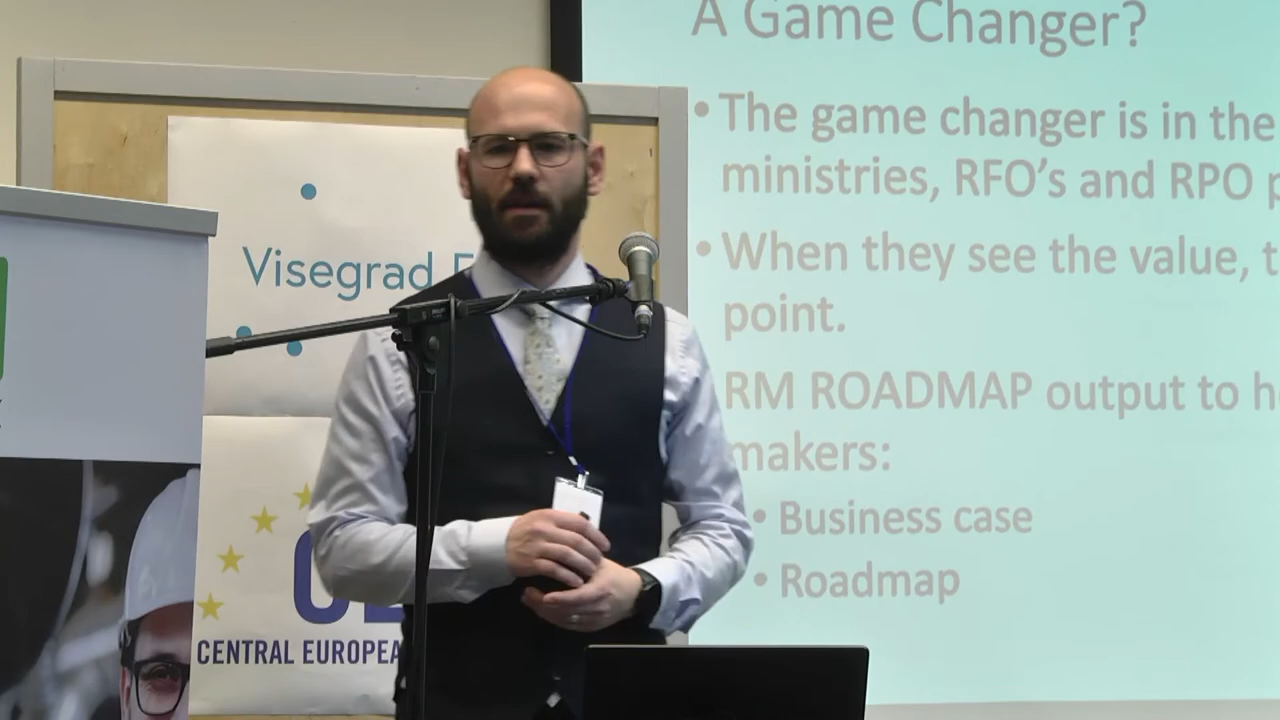 A Game Changer?
• The game changer is in the
ministries, RFO's and RPO
• When they see the value,
point.
RM ROADMAP output to
makers:
• Business case
• Roadmap
Visegrad
CENTRAL EUROPEA